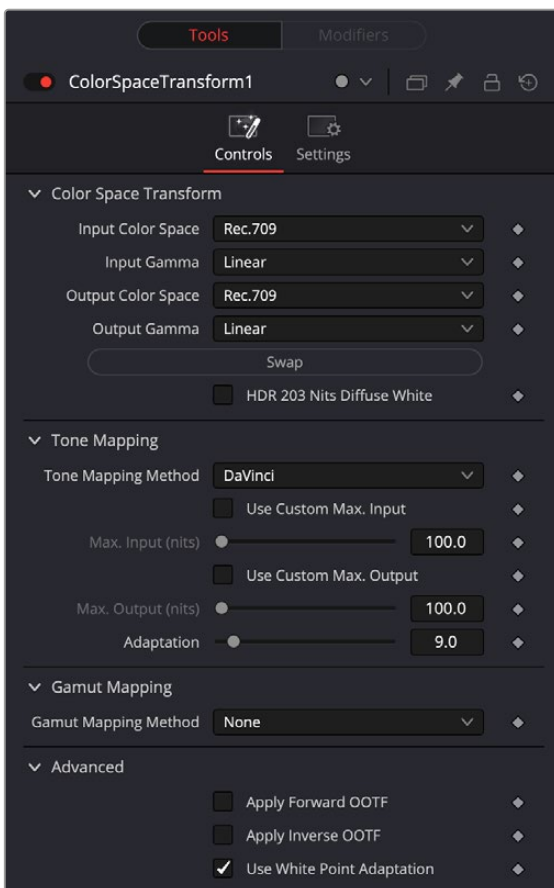 Tools Modifiers
ColorSpaceTransform1
Controls Settings
Color Space Transform
Input Color Space Rec.709
Input Gamma Linear
Output Color Space Rec.709
Output Gamma Linear
Swap
HDR 203 Nits Diffuse White
Tone Mapping
Tone Mapping Method DaVinci
Use Custom Max. Input
Max. Input (nits) 100.0
Use Custom Max. Output
Max. Output (nits) 100.0
Adaptation 9.0
Gamut Mapping
Gamut Mapping Method None
Advanced
Apply Forward OOTF
Apply Inverse OOTF
Use White Point Adaptation